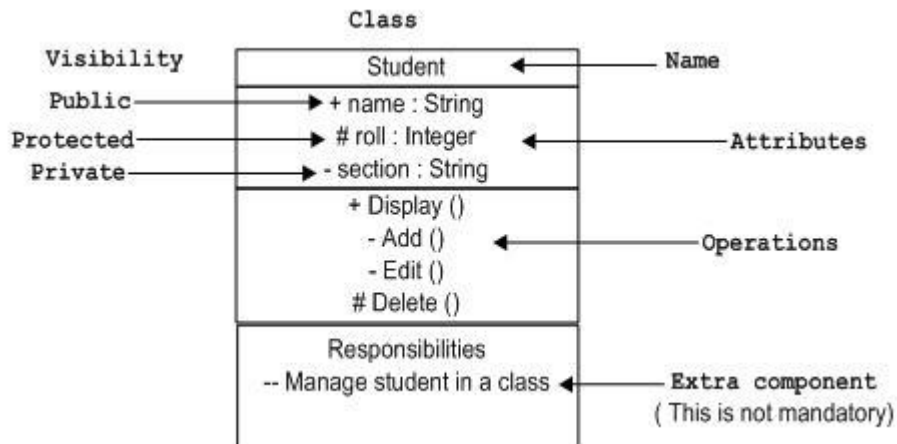 Class
Visibility
Student
Name
Public
+ name : String
Protected
# roll : Integer
Attributes
Private
- section : String
+ Display ()
- Add ()
Operations
- Edit ()
# Delete ()
Responsibilities
-- Manage student in a class
Extra component
( This is not mandatory)